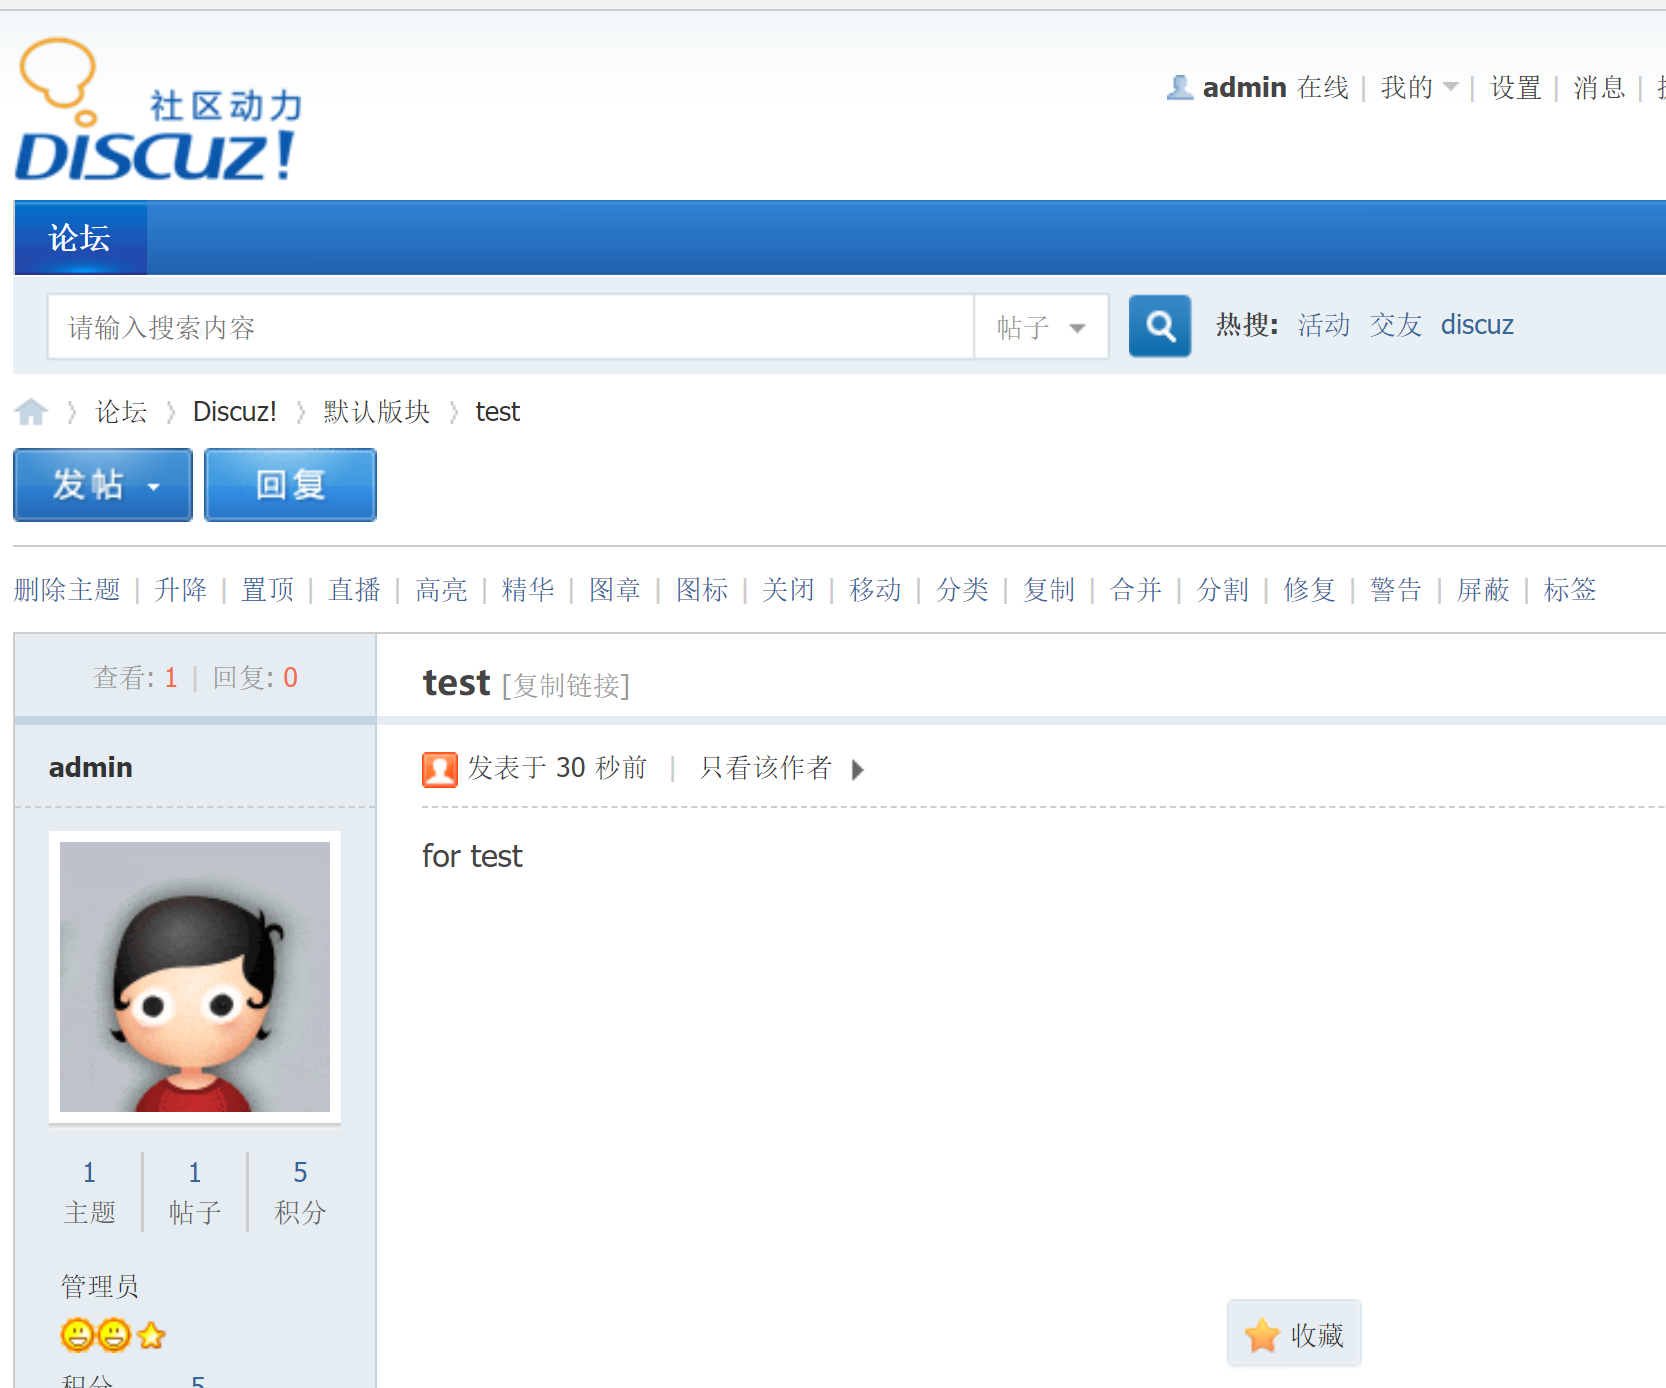 社区动力
DISCUZ!
admin 在线 | 我的 | 设置 | 消息 |
论坛
请输入搜索内容 帖子 热搜: 活动 交友 discuz
论坛 〉 Discuz! 〉 默认版块 〉 test
发帖 回复
删除主题 | 升降 | 置顶 | 直播 | 高亮 | 精华 | 图章 | 图标 | 关闭 | 移动 | 分类 | 复制 | 合并 | 分割 | 修复 | 警告 | 屏蔽 | 标签
查看: 1 | 回复: 0
test [复制链接]
admin
发表于 30 秒前 | 只看该作者
for test
1 1 5
主题 帖子 积分
管理员
收藏
积分 5